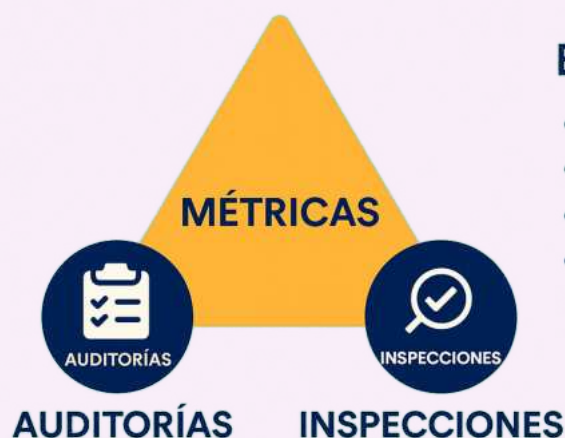 MÉTRICAS
AUDITORÍAS
INSPECCIONES
AUDITORÍAS
INSPECCIONES